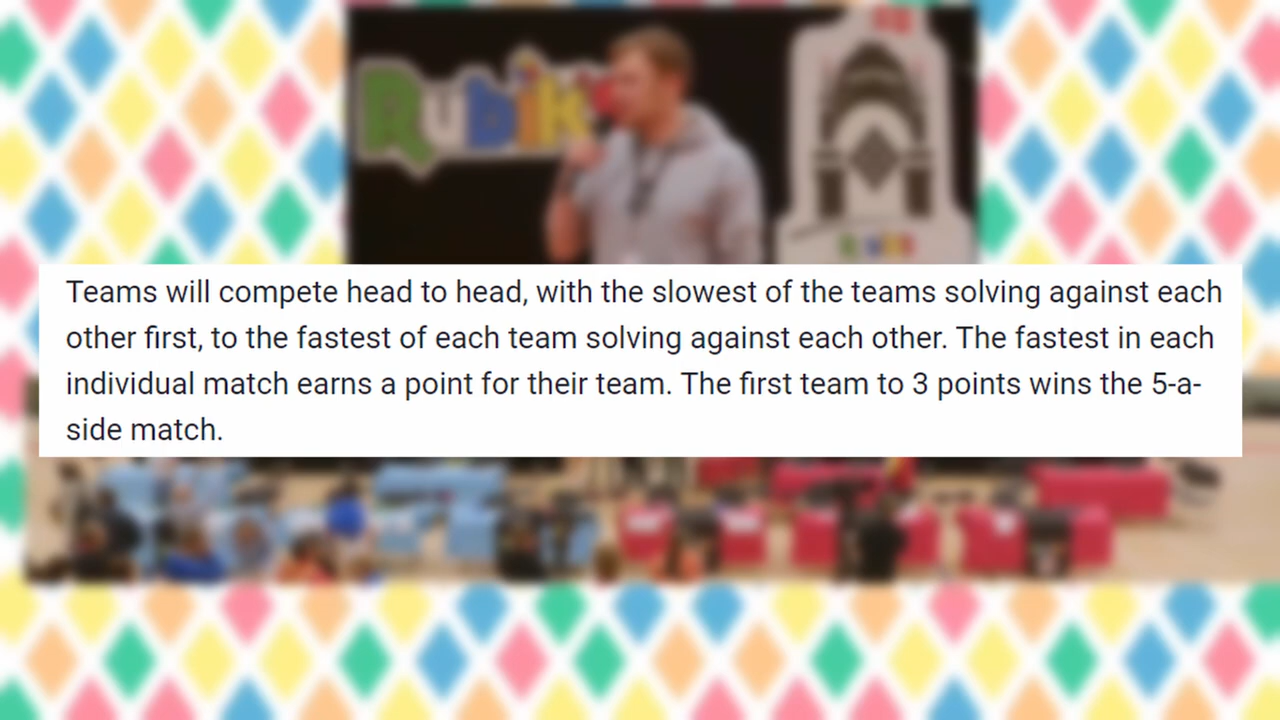 Rubik's
Teams will compete head to head, with the slowest of the teams solving against each
other first, to the fastest of each team solving against each other. The fastest in each
individual match earns a point for their team. The first team to 3 points wins the 5-a-
side match.